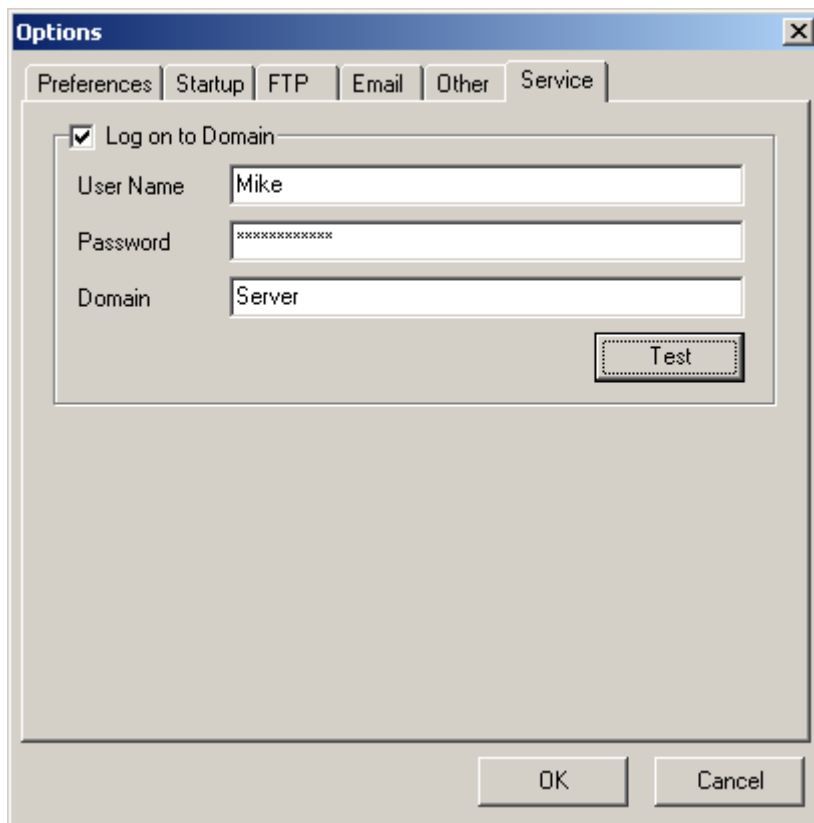 Options
Preferences Startup FTP Email Other Service
Log on to Domain
User Name Mike
Password ************
Domain Server
Test
OK Cancel